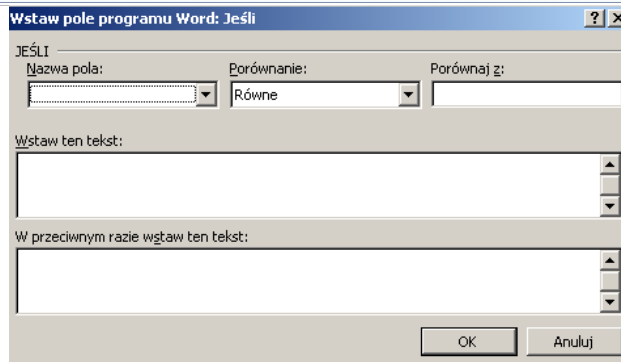 Wstaw pole programu Word: Jeśli
JEŚLI
Nazwa pola: Porównanie: Porównaj z:
Równe
Wstaw ten tekst:
W przeciwnym razie wstaw ten tekst:
OK Anuluj